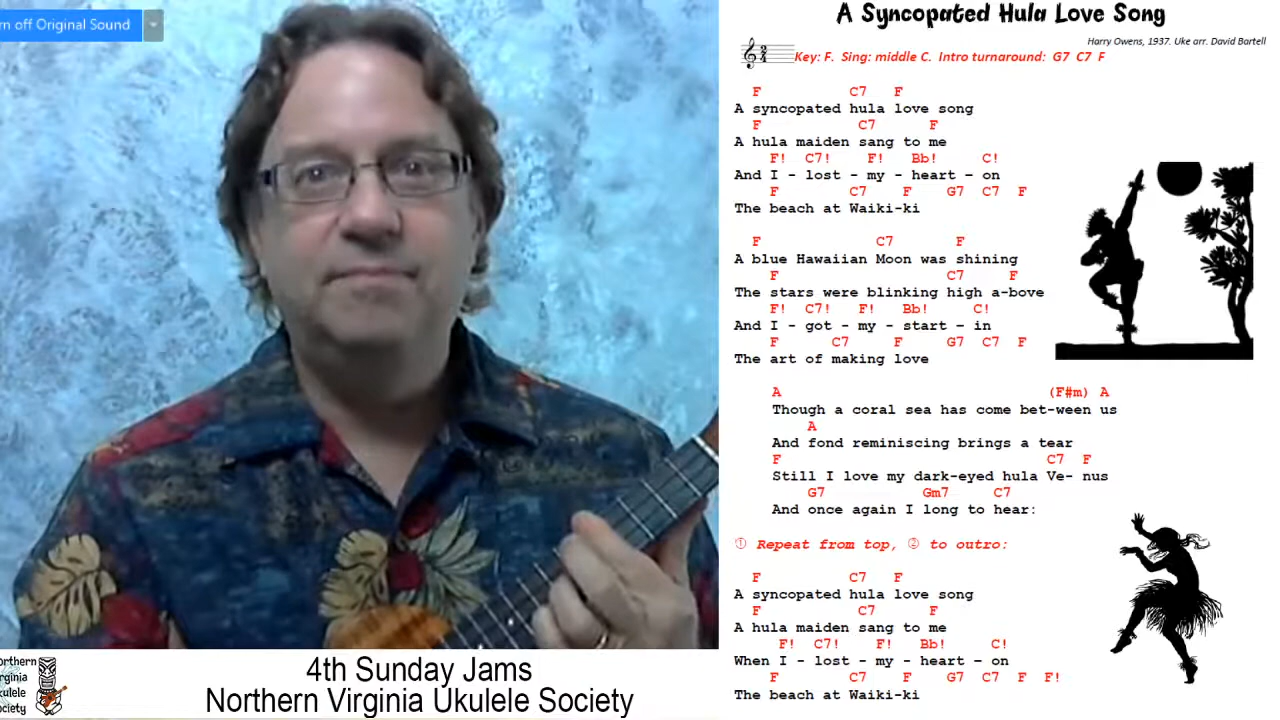 rn off Original Sound
A Syncopated Hula Love Song
Harry Owens, 1937. Uke arr. David Bartell
2
4
Key: F. Sing: middle C. Intro turnaround: G7 C7 F
F C7 F
A syncopated hula love song
F C7 F
A hula maiden sang to me
F! C7! F! Bb! C!
And I - lost - my - heart - on
F C7 F G7 C7 F
The beach at Waiki-ki
F C7 F
A blue Hawaiian Moon was shining
F C7 F
The stars were blinking high a-bove
F! C7! F! Bb! C!
And I - got - my - start - in
F C7 F G7 C7 F
The art of making love
A (F#m) A
Though a coral sea has come bet-ween us
A
And fond reminiscing brings a tear
F C7 F
Still I love my dark-eyed hula Ve- nus
G7 Gm7 C7
And once again I long to hear:
① Repeat from top, ② to outro:
F C7 F
A syncopated hula love song
F C7 F
A hula maiden sang to me
F! C7! F! Bb! C!
When I - lost - my - heart - on
F C7 F G7 C7 F F!
The beach at Waiki-ki
orthern
irginia
kulele
ociety
4th Sunday Jams
Northern Virginia Ukulele Society